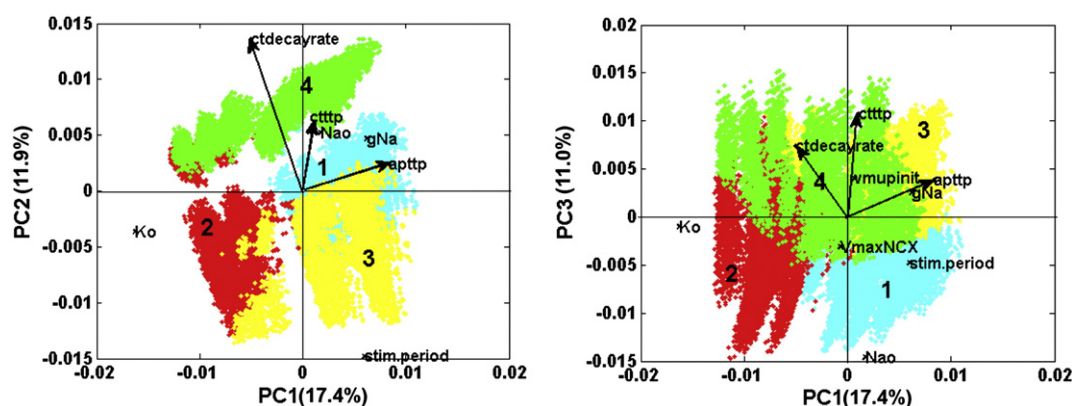 0.015
0.01
0.005
0
-0.005
-0.01
-0.015
-0.02
-0.01
0
0.01
0.02
PC2 (11.9%)
PC1(17.4%)
ctdecayrate
4
ctttp
Nao
gNa
1
apttp
2
Ko
3
stim.period
0.02
0.015
0.01
0.005
0
-0.005
-0.01
-0.015
-0.02
-0.01
0
0.01
0.02
PC3 (11.0%)
PC1(17.4%)
ctttp
3
ctdecayrate
4
vmupinit
apttp
gNa
Ko
VmaxNCX
2
stim.period
1
Nao